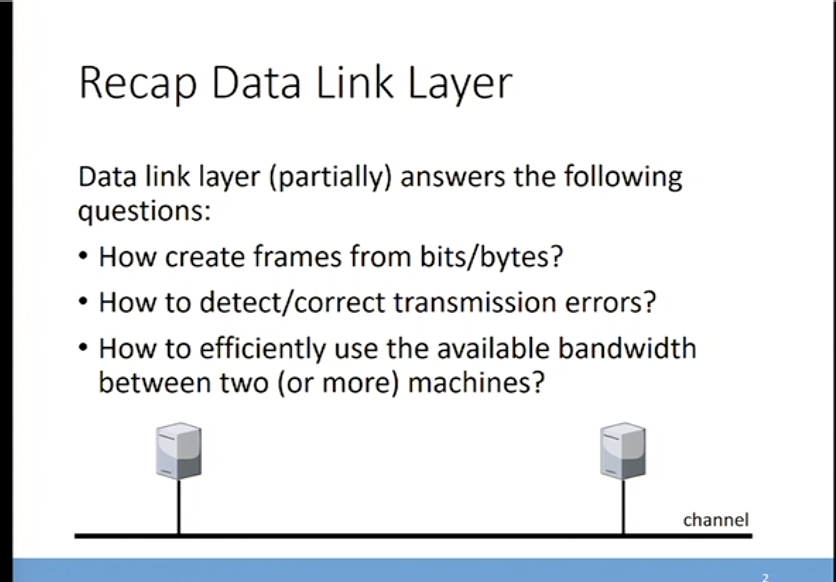 Recap Data Link Layer
Data link layer (partially) answers the following
questions:
• How create frames from bits/bytes?
• How to detect/correct transmission errors?
• How to efficiently use the available bandwidth
between two (or more) machines?
channel
2